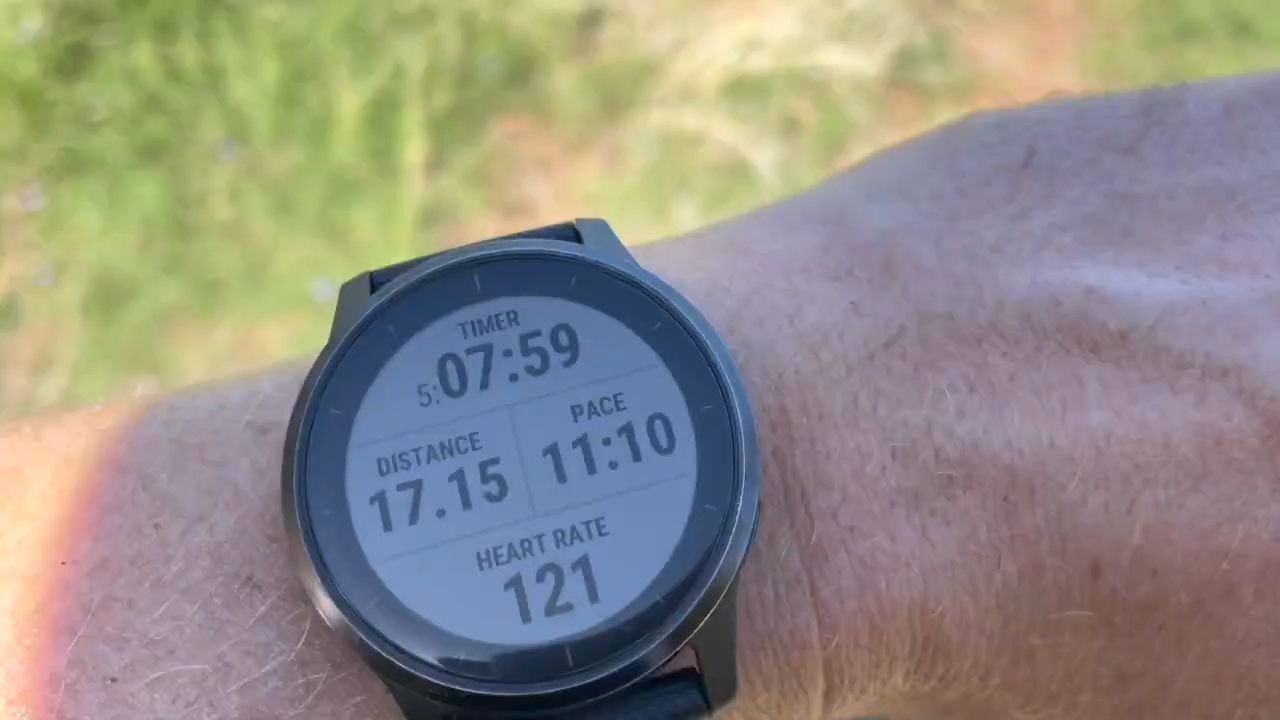 TIMER
5:07:59
DISTANCE
17.15
PACE
11:10
HEART RATE
121